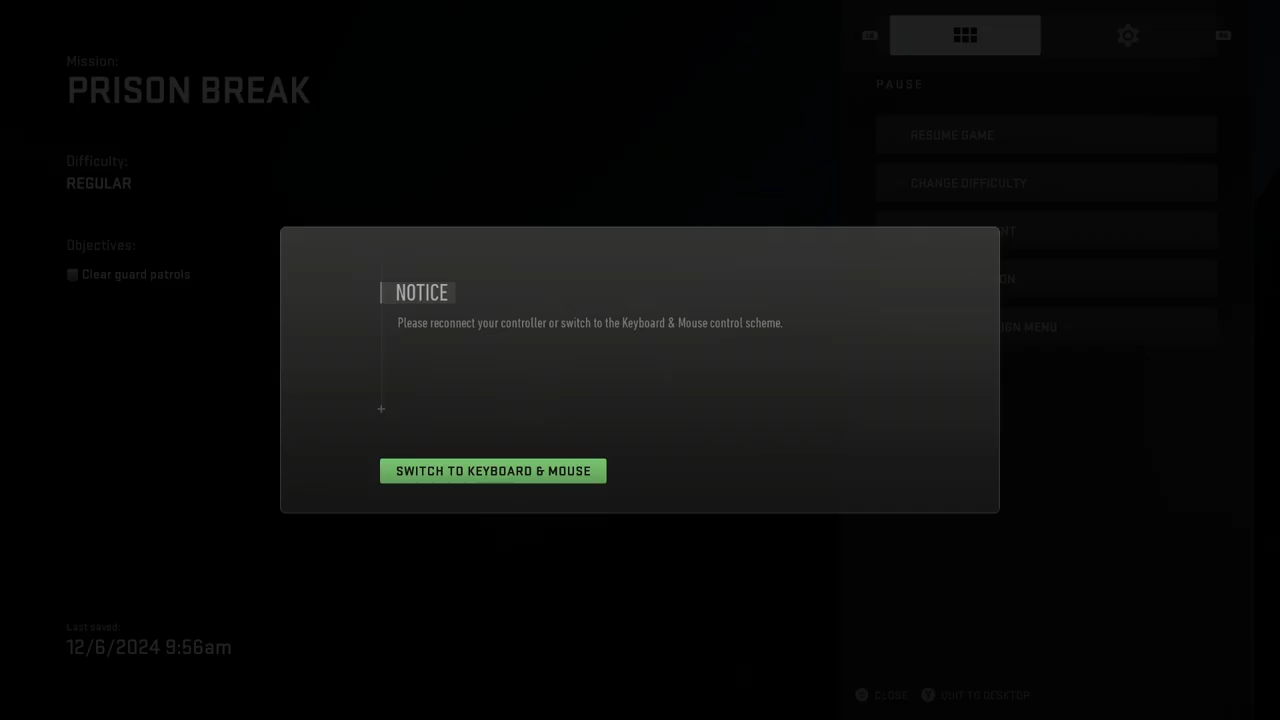 Mission:
PRISON BREAK
Difficulty:
REGULAR
Objectives:
Clear guard patrols
Last saved:
12/6/2024 9:56am
PAUSE
RESUME GAME
CHANGE DIFFICULTY
MENU
NOTICE
Please reconnect your controller or switch to the Keyboard & Mouse control scheme.
SWITCH TO KEYBOARD & MOUSE
CLOSE
Y QUIT TO DESKTOP